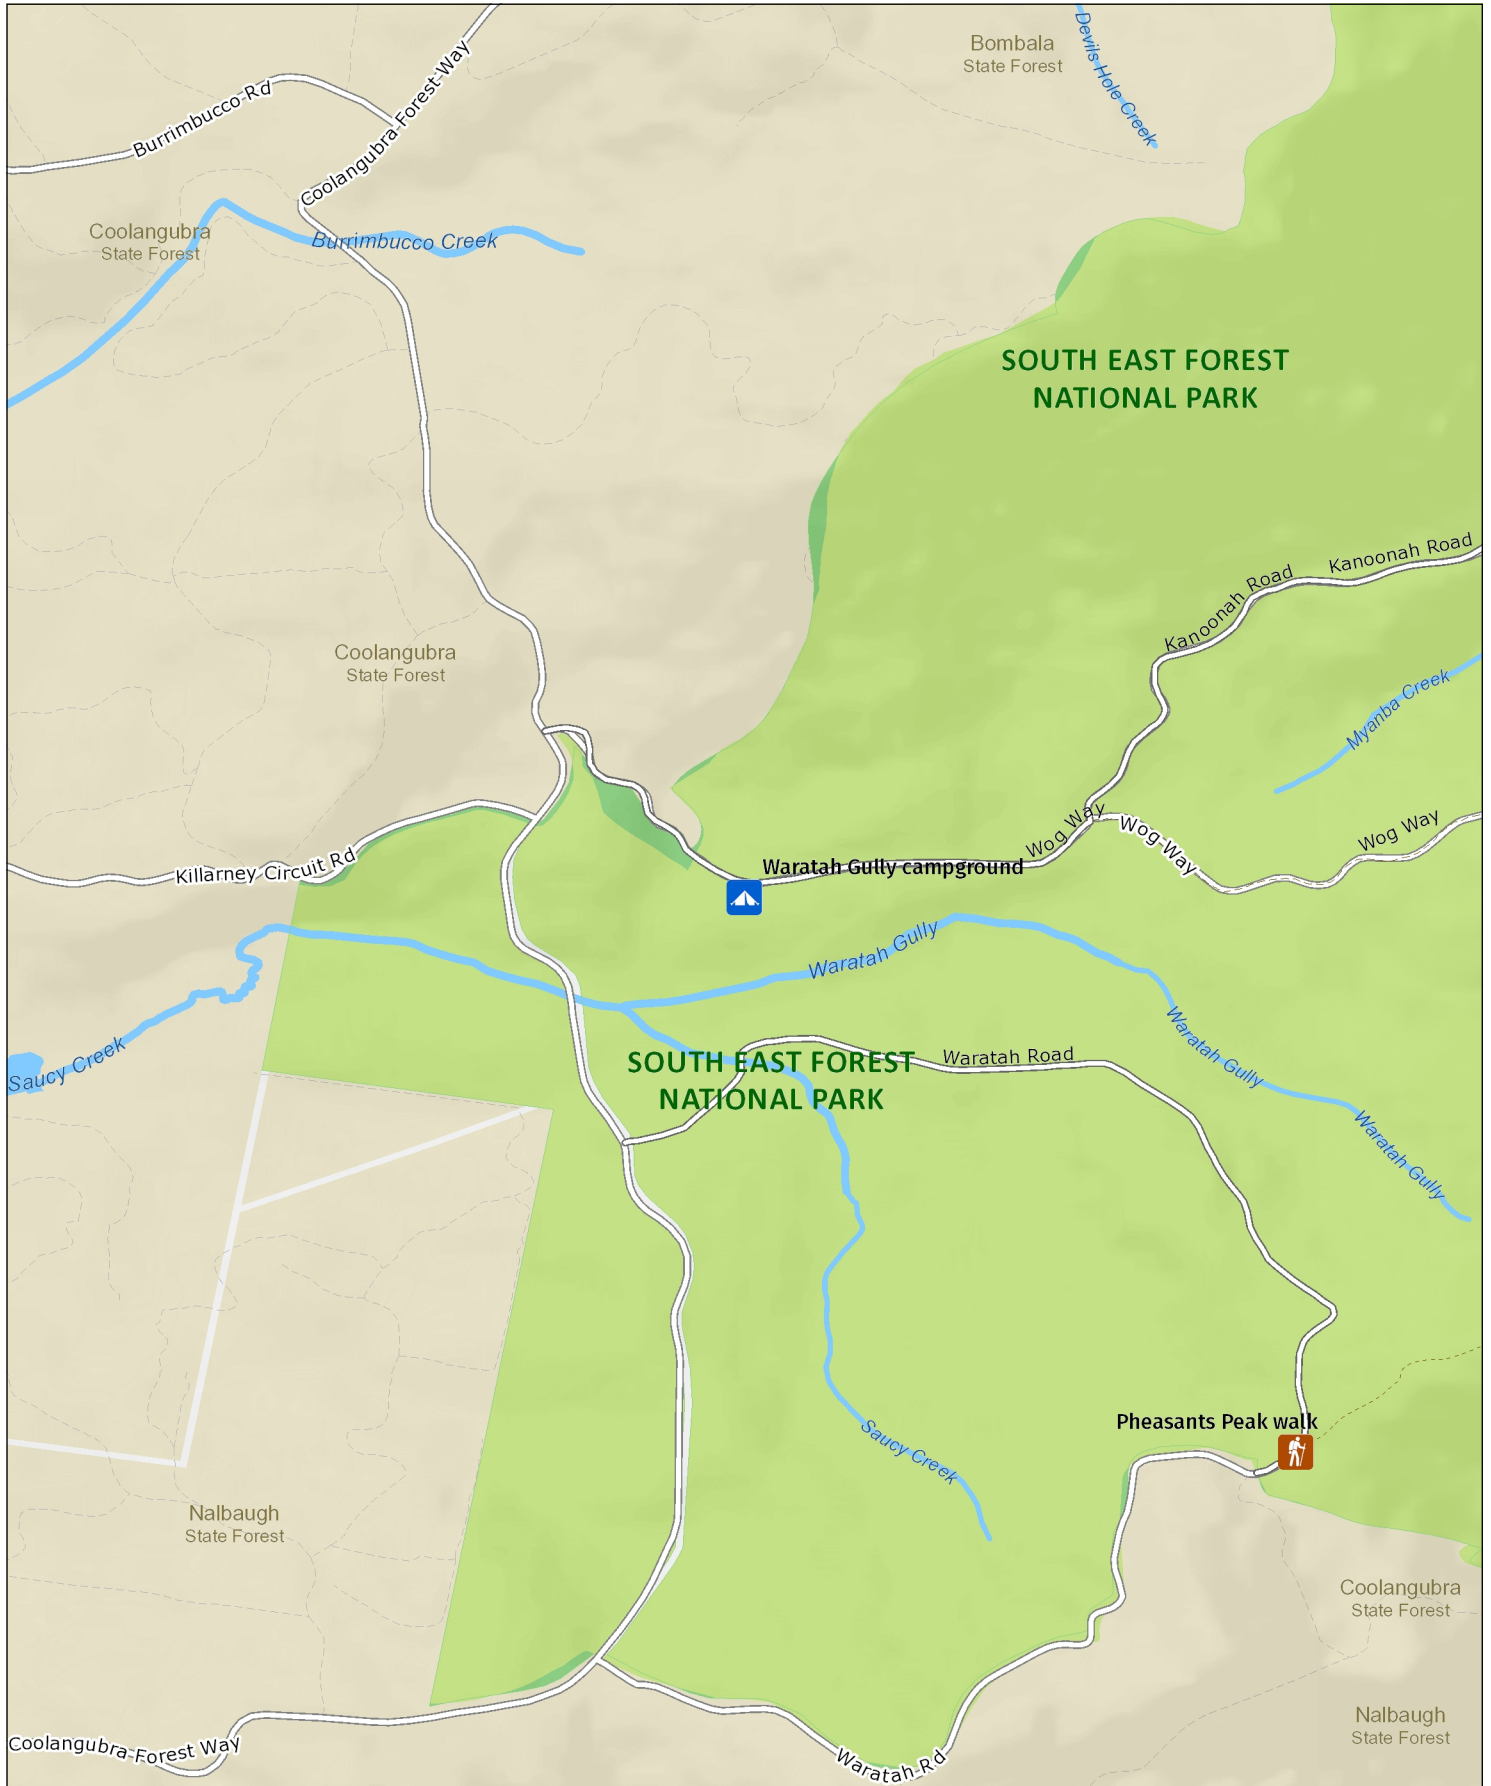 Bombala
State Forest
Devils Hole Creek
Burrimbucco Rd
Coolangubra Forest Way
Coolangubra
State Forest
Burrimbucco Creek
SOUTH EAST FOREST
NATIONAL PARK
Kanoonah Road
Kanoonah Road
Coolangubra
State Forest
Myanba Creek
Wog Way
Wog Way
Wog Way
Killarney Circuit Rd
Waratah Gully campground
Waratah Gully
Waratah Gully
Waratah Gully
Saucy Creek
SOUTH EAST FOREST
NATIONAL PARK
Waratah Road
Pheasants Peak walk
Saucy Creek
Nalbaugh
State Forest
Coolangubra
State Forest
Nalbaugh
State Forest
Coolangubra Forest Way
Waratah Rd